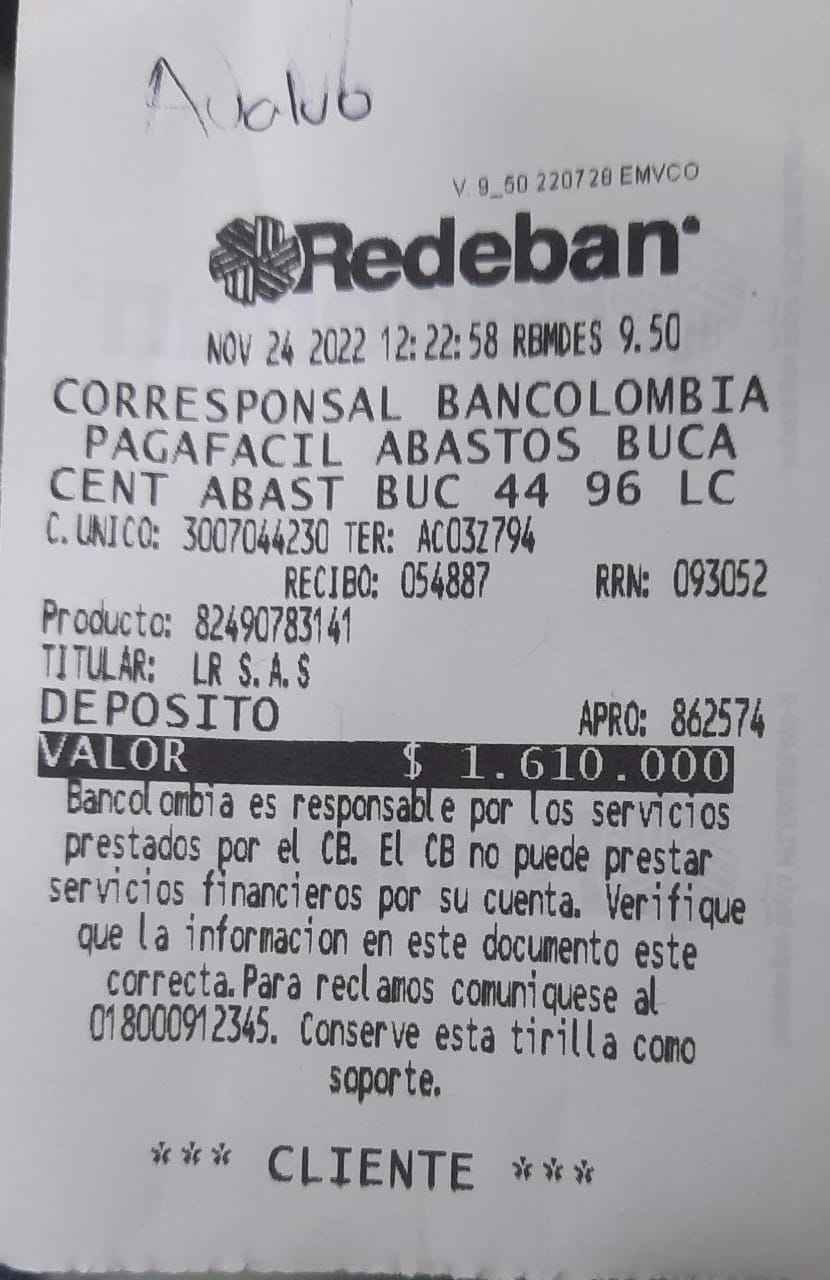 V. 9_50 220720 EMVCO
Redeban
NOV 24 2022 12:22:58 RBMDES 9.50
CORRESPONSAL BANCOLOMBIA
PAGAFACIL ABASTOS BUCA
CENT ABAST BUC 44 96 LC
C. UNICO: 3007044230 TER: AC03Z794
RECIBO: 054887 RRN: 093052
Producto: 82490783141
TITULAR: LR S.A.S
DEPOSITO APRO: 862574
VALOR $ 1.610.000
Bancolombia es responsable por los servicios
prestados por el CB. El CB no puede prestar
servicios financieros por su cuenta. Verifique
que la informacion en este documento este
correcta.Para reclamos comuniquese al
018000912345. Conserve esta tirilla como
soporte.
*** CLIENTE ***